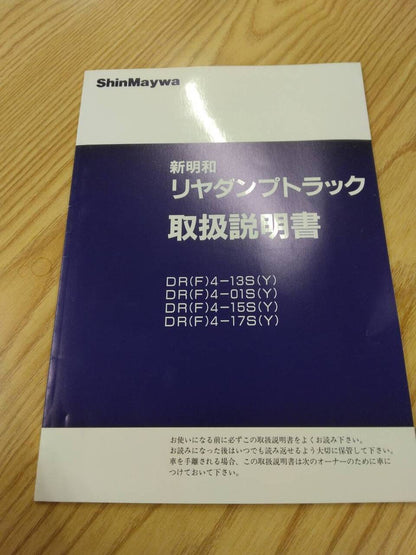 ShinMaywa
新明和
リヤダンプトラック
取扱説明書
DR(F)4-13S(Y)
DR(F)4-01S(Y)
DR(F)4-15S(Y)
DR(F)4-17S(Y)
お使いになる前に必ずこの取扱説明書をよくお読み下さい。
お読みになった後はいつでも読み返せるよう大切に保管して下さい。
車を手離される場合、この取扱説明書は次のオーナーのために車に
つけておいて下さい。